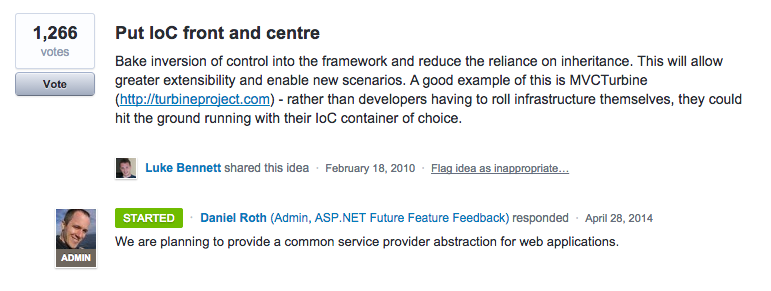 1,266
votes
Vote
Put IoC front and centre
Bake inversion of control into the framework and reduce the reliance on inheritance. This will allow
greater extensibility and enable new scenarios. A good example of this is MVCTurbine
(http://turbineproject.com) - rather than developers having to roll infrastructure themselves, they could
hit the ground running with their IoC container of choice.
Luke Bennett shared this idea · February 18, 2010 · Flag idea as inappropriate…
ADMIN
STARTED · Daniel Roth (Admin, ASP.NET Future Feature Feedback) responded · April 28, 2014
We are planning to provide a common service provider abstraction for web applications.